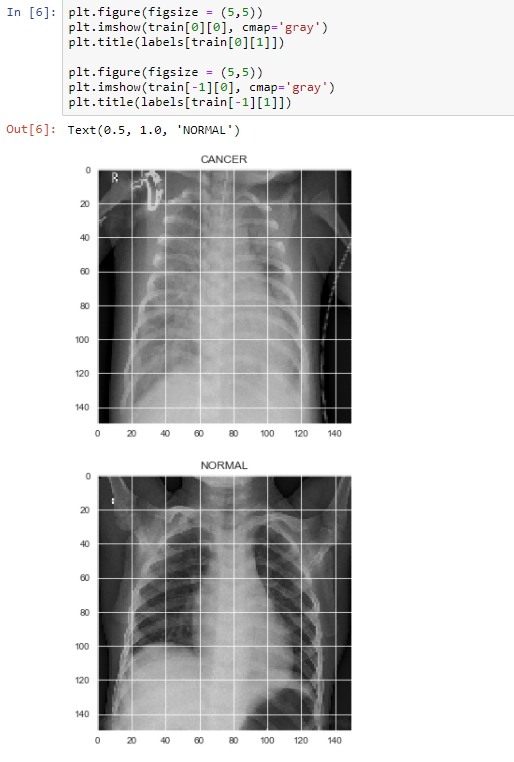 In [6]: plt.figure(figsize = (5,5))
plt.imshow(train[0][0], cmap='gray')
plt.title(labels[train[0][1]])
plt.figure(figsize = (5,5))
plt.imshow(train[-1][0], cmap='gray')
plt.title(labels[train[-1][1]])
Out[6]: Text(0.5, 1.0, 'NORMAL')
CANCER
R
0
20
40
60
80
100
120
140
0 20 40 60 80 100 120 140
NORMAL
0
20
40
60
80
100
120
140
0 20 40 60 80 100 120 140